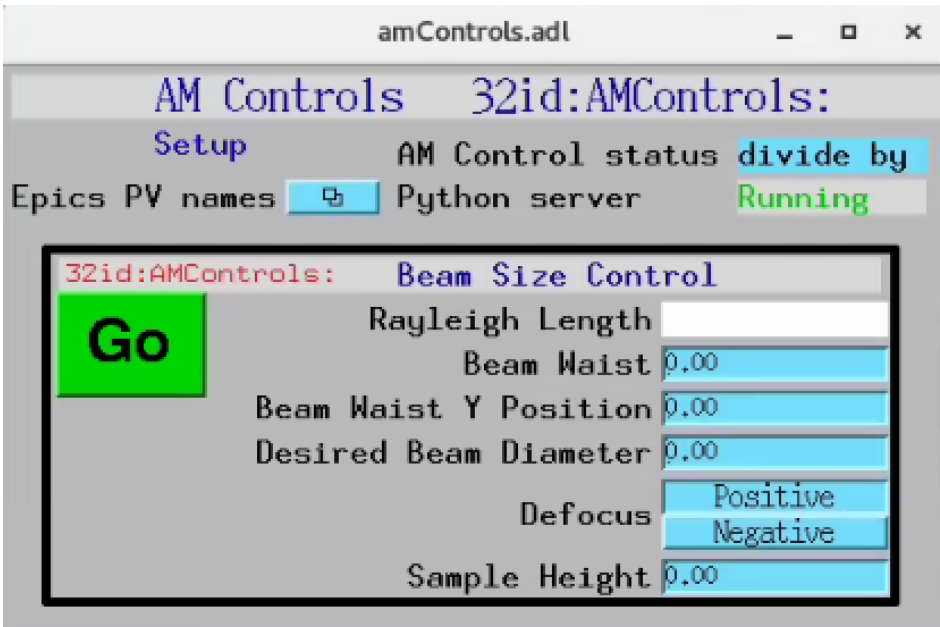 amControls.adl
AM Controls 32id:AMControls:
Setup
AM Control status divide by
Epics PV names
Python server Running
32id:AMControls: Beam Size Control
Go
Rayleigh Length
Beam Waist 0.00
Beam Waist Y Position 0.00
Desired Beam Diameter 0.00
Defocus
Positive
Negative
Sample Height 0.00